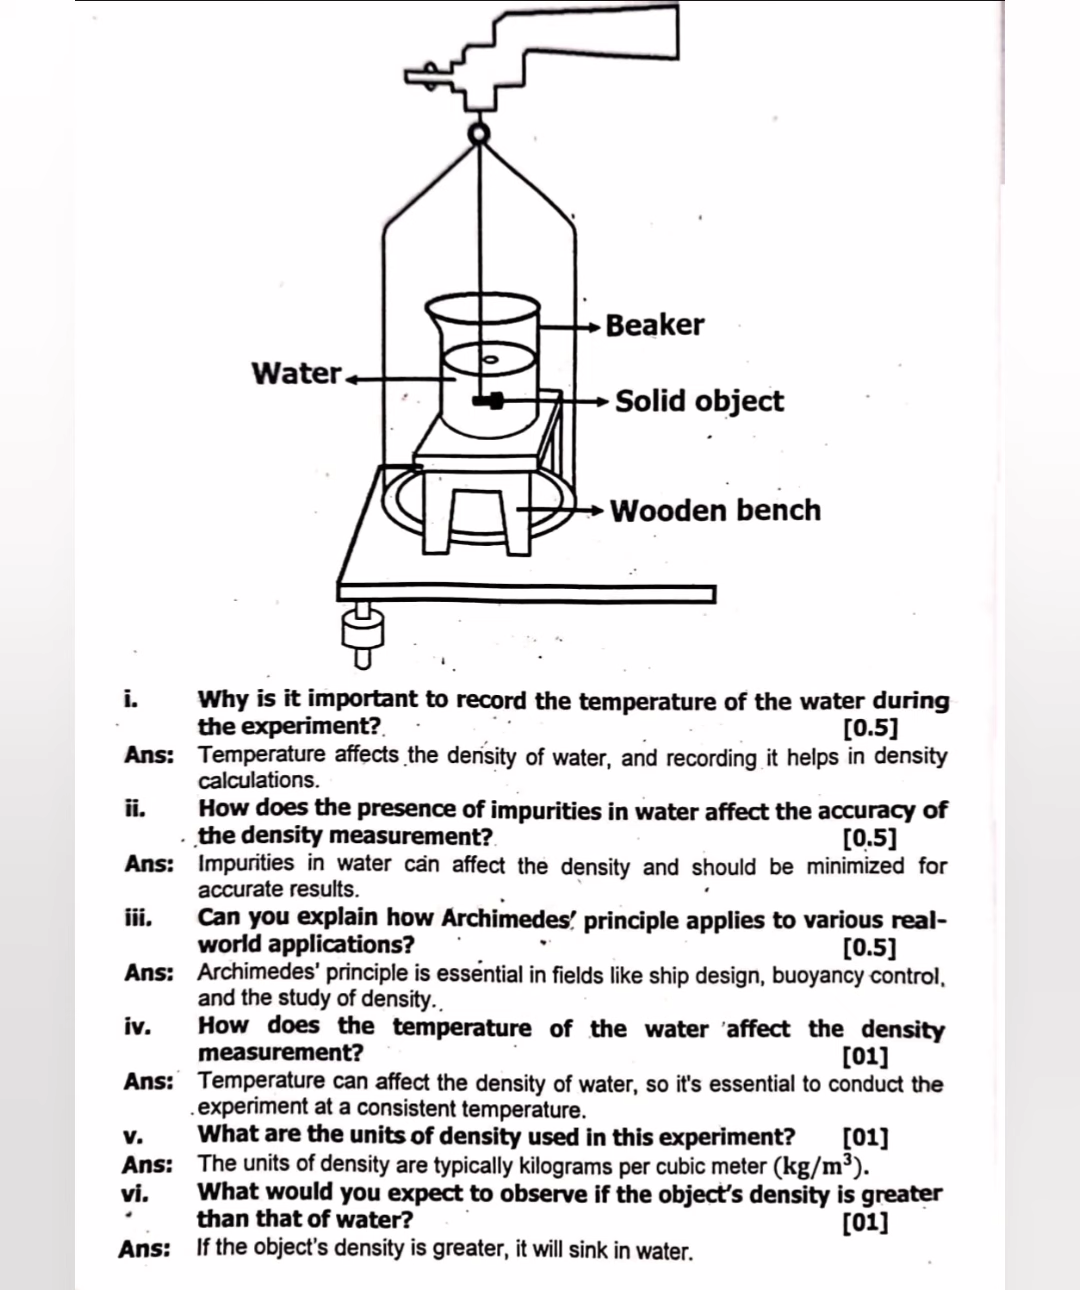 Beaker
Water
Solid object
Wooden bench
i. Why is it important to record the temperature of the water during
the experiment? [0.5]
Ans: Temperature affects the density of water, and recording it helps in density
calculations.
ii. How does the presence of impurities in water affect the accuracy of
the density measurement? [0.5]
Ans: Impurities in water can affect the density and should be minimized for
accurate results.
iii. Can you explain how Archimedes' principle applies to various real-
world applications? [0.5]
Ans: Archimedes' principle is essential in fields like ship design, buoyancy control,
and the study of density.
iv. How does the temperature of the water affect the density
measurement? [01]
Ans: Temperature can affect the density of water, so it's essential to conduct the
experiment at a consistent temperature.
v. What are the units of density used in this experiment? [01]
Ans: The units of density are typically kilograms per cubic meter (kg/m³).
vi. What would you expect to observe if the object's density is greater
than that of water? [01]
Ans: If the object's density is greater, it will sink in water.